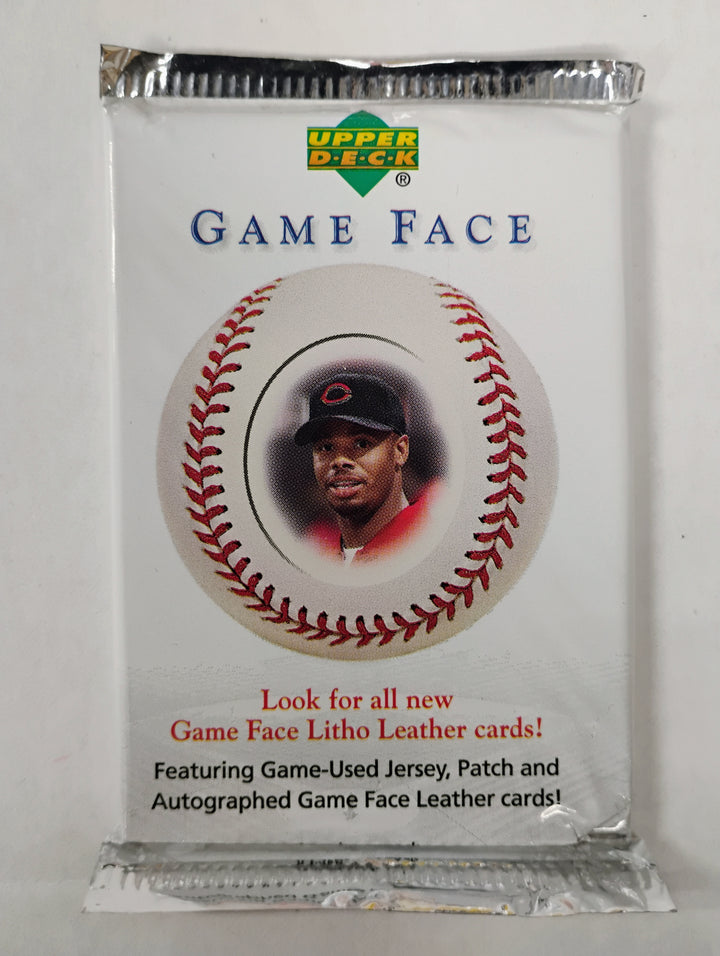 UPPER
D·E·C·K
®
GAME FACE
C
Look for all new
Game Face Litho Leather cards!
Featuring Game-Used Jersey, Patch and
Autographed Game Face Leather cards!